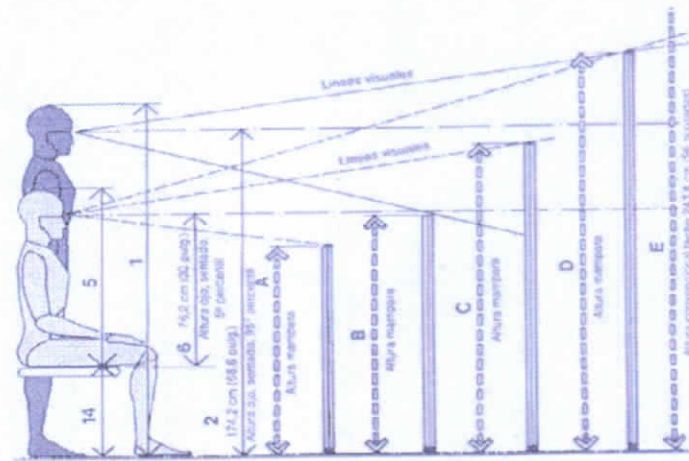 Líneas visuales
Líneas visuales
1
5
14
6
76,2 cm (30 pulg.)
Altura ojo, sentado,
5º percentil
2
174,2 cm (68.6 pulg.)
Altura ojo, sentado, 95 percentil
A
Altura mampara
B
Altura mampara
C
Altura mampara
D
Altura mampara
E